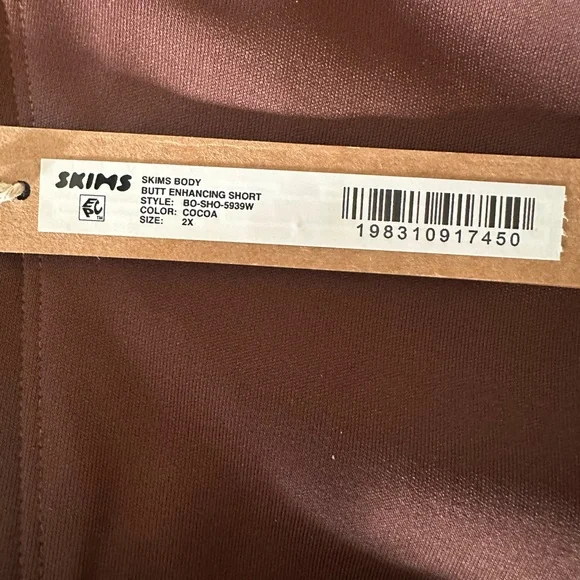 SKIMS
SKIMS BODY
BUTT ENHANCING SHORT
STYLE: BO-SHO-5939W
COLOR: COCOA
SIZE: 2X
198310917450